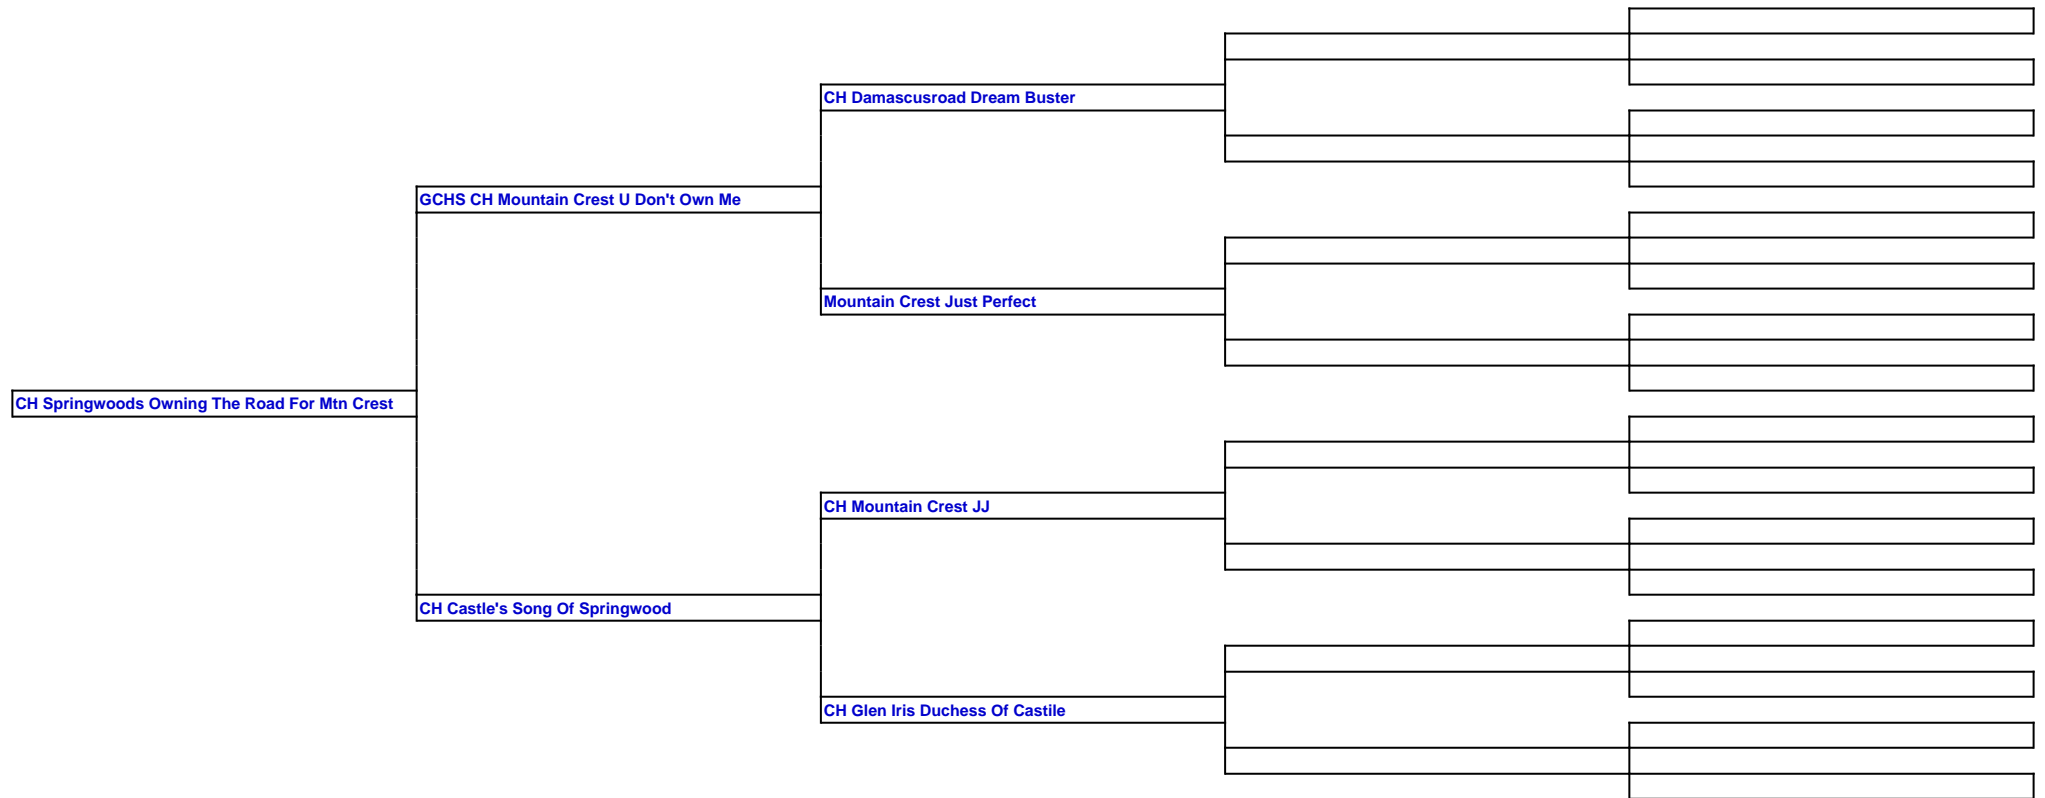 CH Damascusroad Dream Buster
GCHS CH Mountain Crest U Don't Own Me
Mountain Crest Just Perfect
CH Springwoods Owning The Road For Mtn Crest
CH Mountain Crest JJ
CH Castle's Song Of Springwood
CH Glen Iris Duchess Of Castile